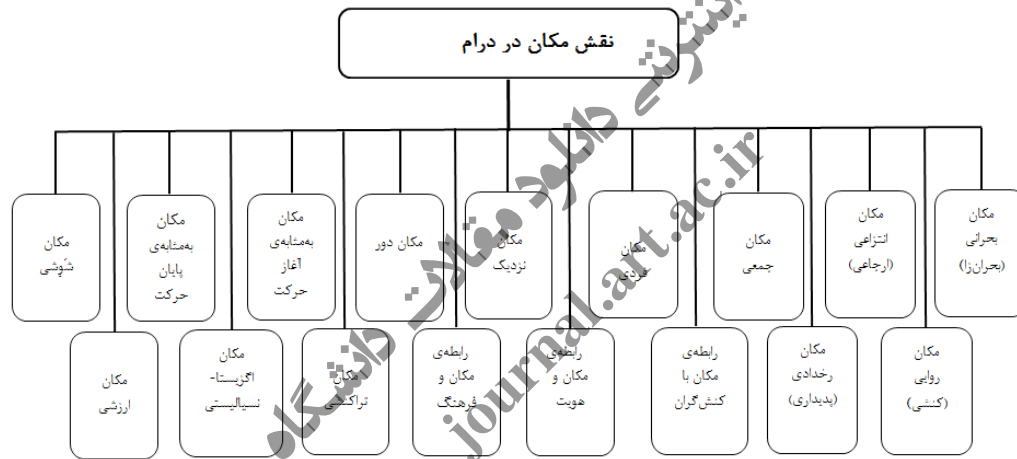 نقش مکان در درام
مکان
بحرانی
(بحران‌زا)
مکان
انتزاعی
(ارجاعی)
مکان
جمعی
مکان
فردی
مکان
نزدیک
مکان دور
مکان
به‌مثابه‌ی
آغاز
حرکت
مکان
به‌مثابه‌ی
پایان
حرکت
مکان
شَوِشی
مکان
روایی
(کنشی)
مکان
رخدادی
(پدیداری)
رابطه‌ی
مکان با
کنش‌گران
رابطه‌ی
مکان و
هویت
رابطه‌ی
مکان و
فرهنگ
مکان
تراکنشی
مکان
اگزیستا-
نسیالیستی
مکان
ارزشی
دانلود مقالات دانشگاه
journal.art.ac.ir